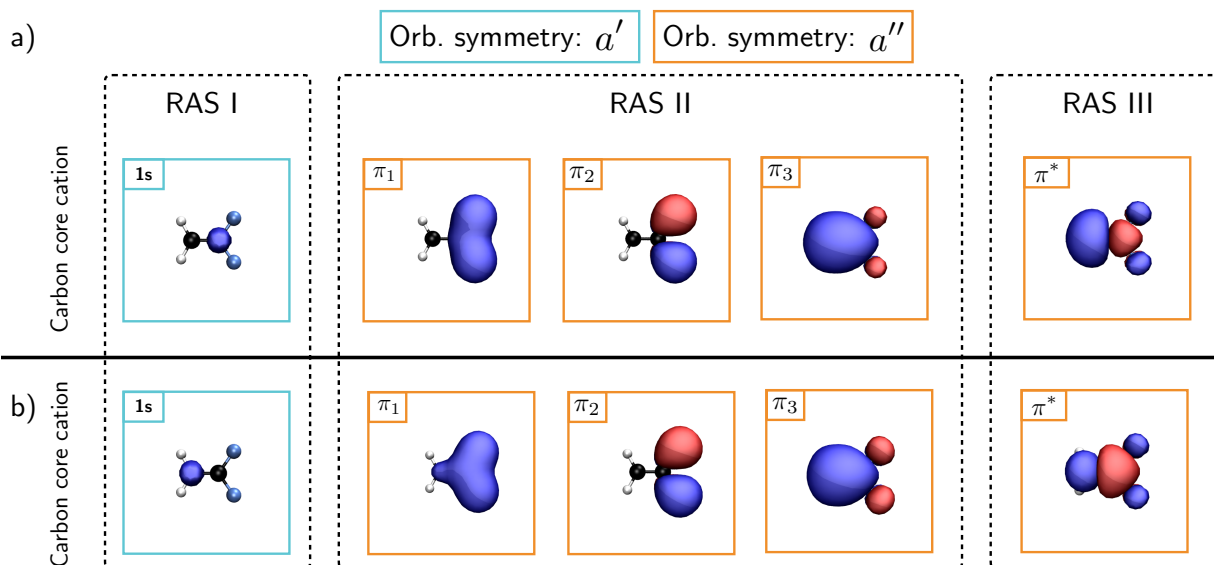 a)
Orb. symmetry: a′ Orb. symmetry: a′′
RAS I RAS II RAS III
Carbon core cation
1s π₁ π₂ π₃ π*
b)
Carbon core cation
1s π₁ π₂ π₃ π*